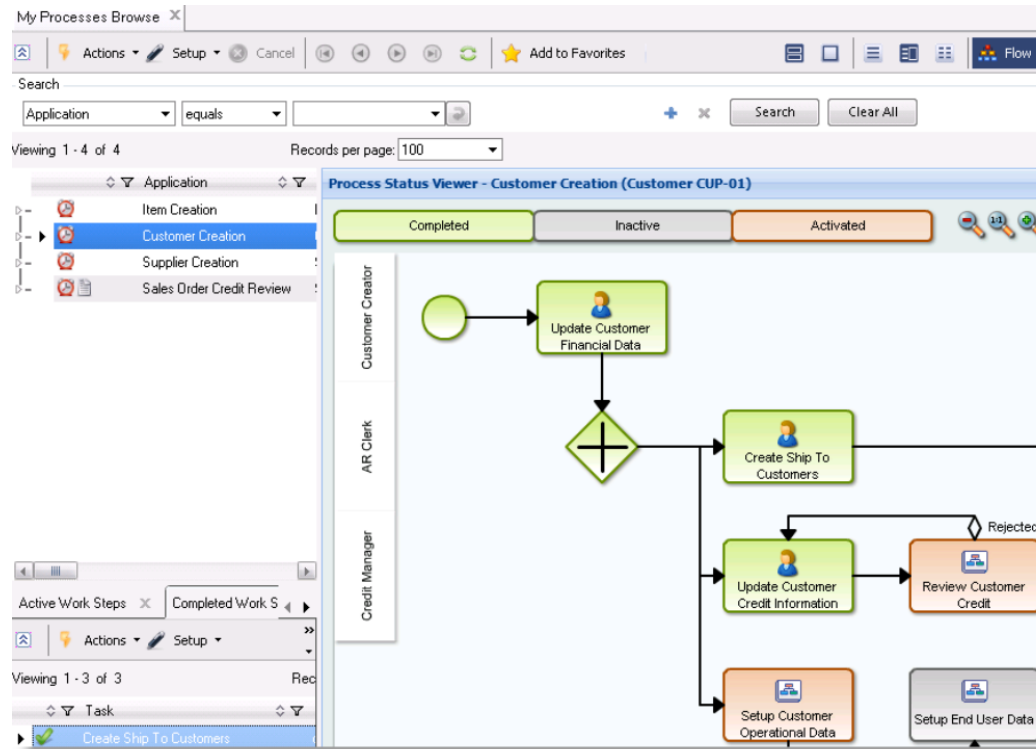 My Processes Browse
Actions Setup Cancel Add to Favorites Flow
Search
Application equals Search Clear All
Viewing 1 - 4 of 4 Records per page: 100
Application
Item Creation
Customer Creation
Supplier Creation
Sales Order Credit Review
Process Status Viewer - Customer Creation (Customer CUP-01)
Completed Inactive Activated
1:1
Customer Creator
AR Clerk
Credit Manager
Update Customer
Financial Data
Create Ship To
Customers
Rejected
Update Customer
Credit Information
Review Customer
Credit
Setup Customer
Operational Data
Setup End User Data
Active Work Steps Completed Work S
Actions Setup
Viewing 1 - 3 of 3 Rec
Task
Create Ship To Customers